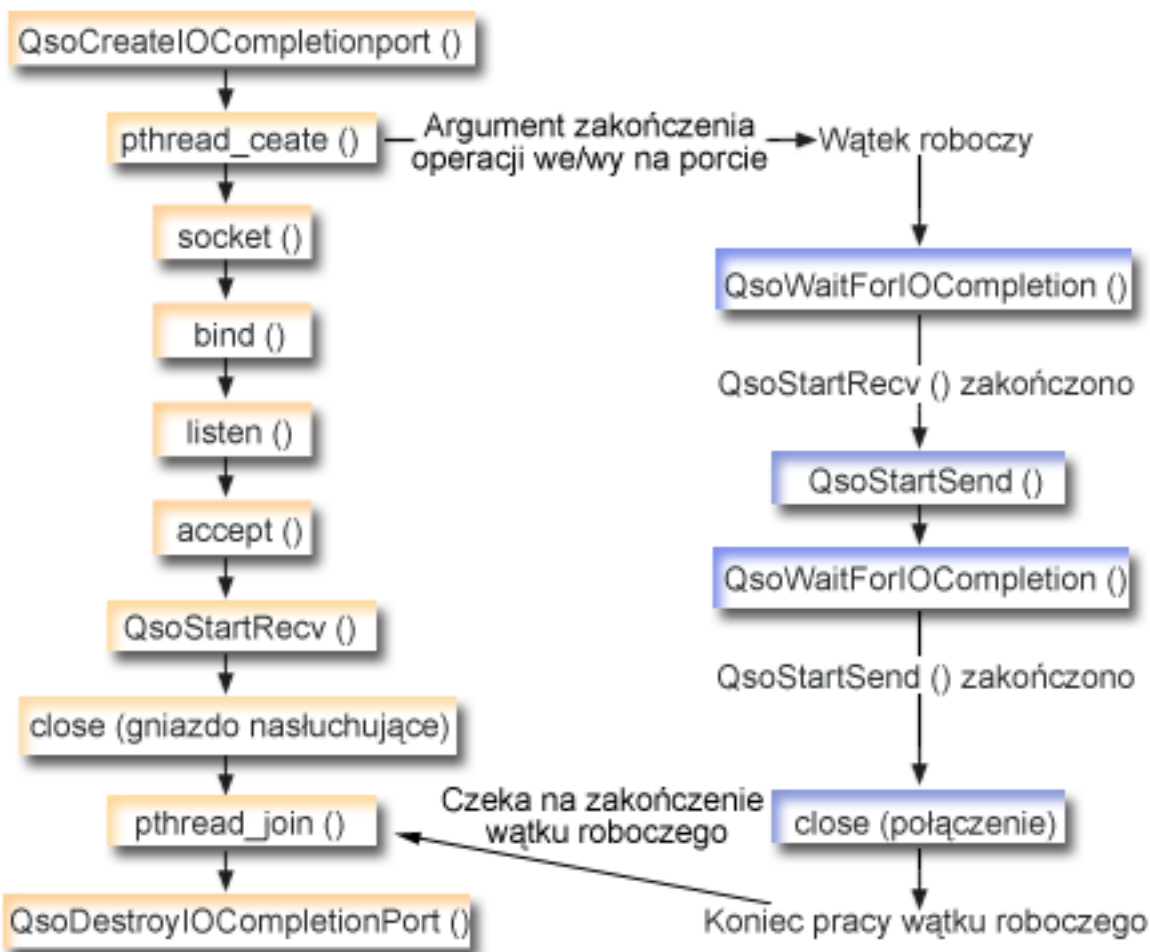 QsoCreateIOCompletionport ()
pthread_ceate ()
Argument zakończenia
operacji we/wy na porcie
Wątek roboczy
socket ()
bind ()
listen ()
accept ()
QsoStartRecv ()
close (gniazdo nasłuchujące)
pthread_join ()
QsoDestroyIOCompletionPort ()
QsoWaitForIOCompletion ()
QsoStartRecv () zakończono
QsoStartSend ()
QsoWaitForIOCompletion ()
QsoStartSend () zakończono
close (połączenie)
Koniec pracy wątku roboczego
Czeka na zakończenie
wątku roboczego